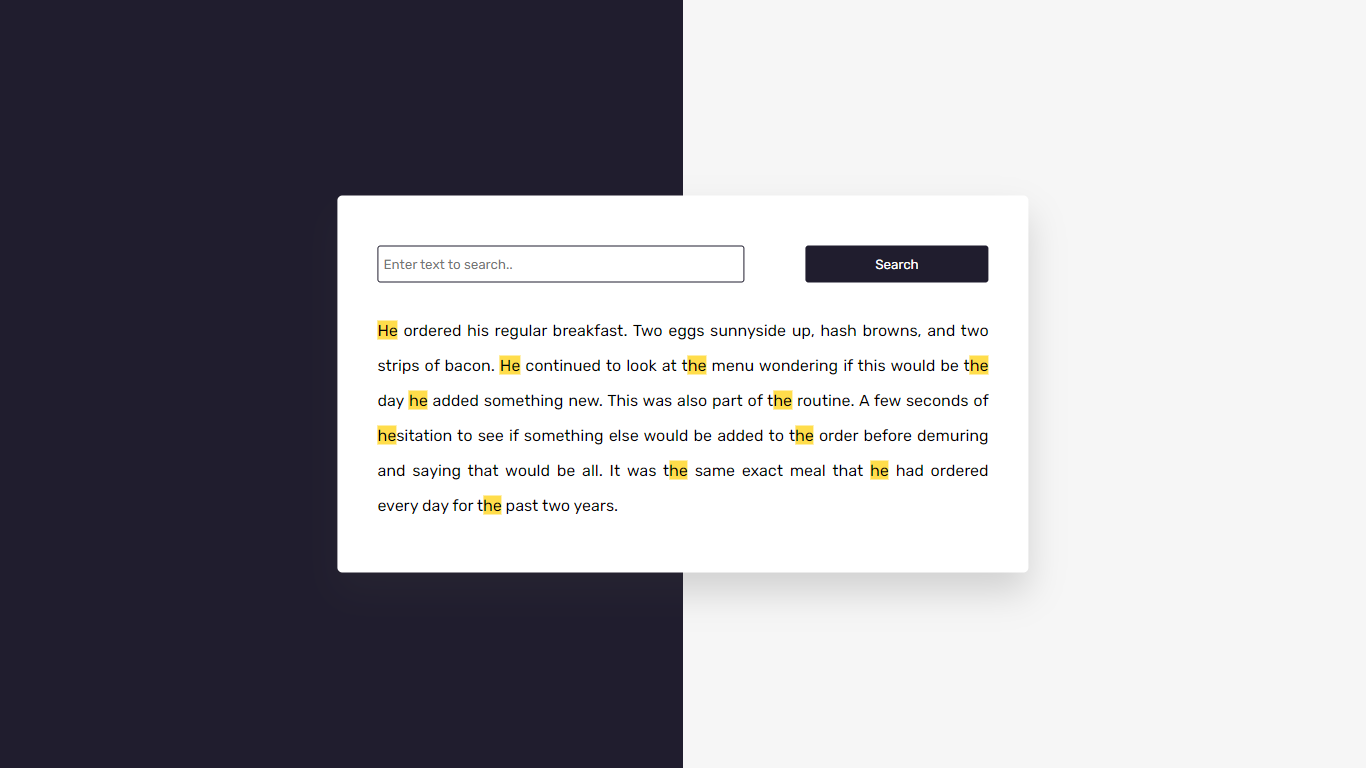 Enter text to search..
Search
He ordered his regular breakfast. Two eggs sunnyside up, hash browns, and two
strips of bacon. He continued to look at the menu wondering if this would be the
day he added something new. This was also part of the routine. A few seconds of
hesitation to see if something else would be added to the order before demuring
and saying that would be all. It was the same exact meal that he had ordered
every day for the past two years.